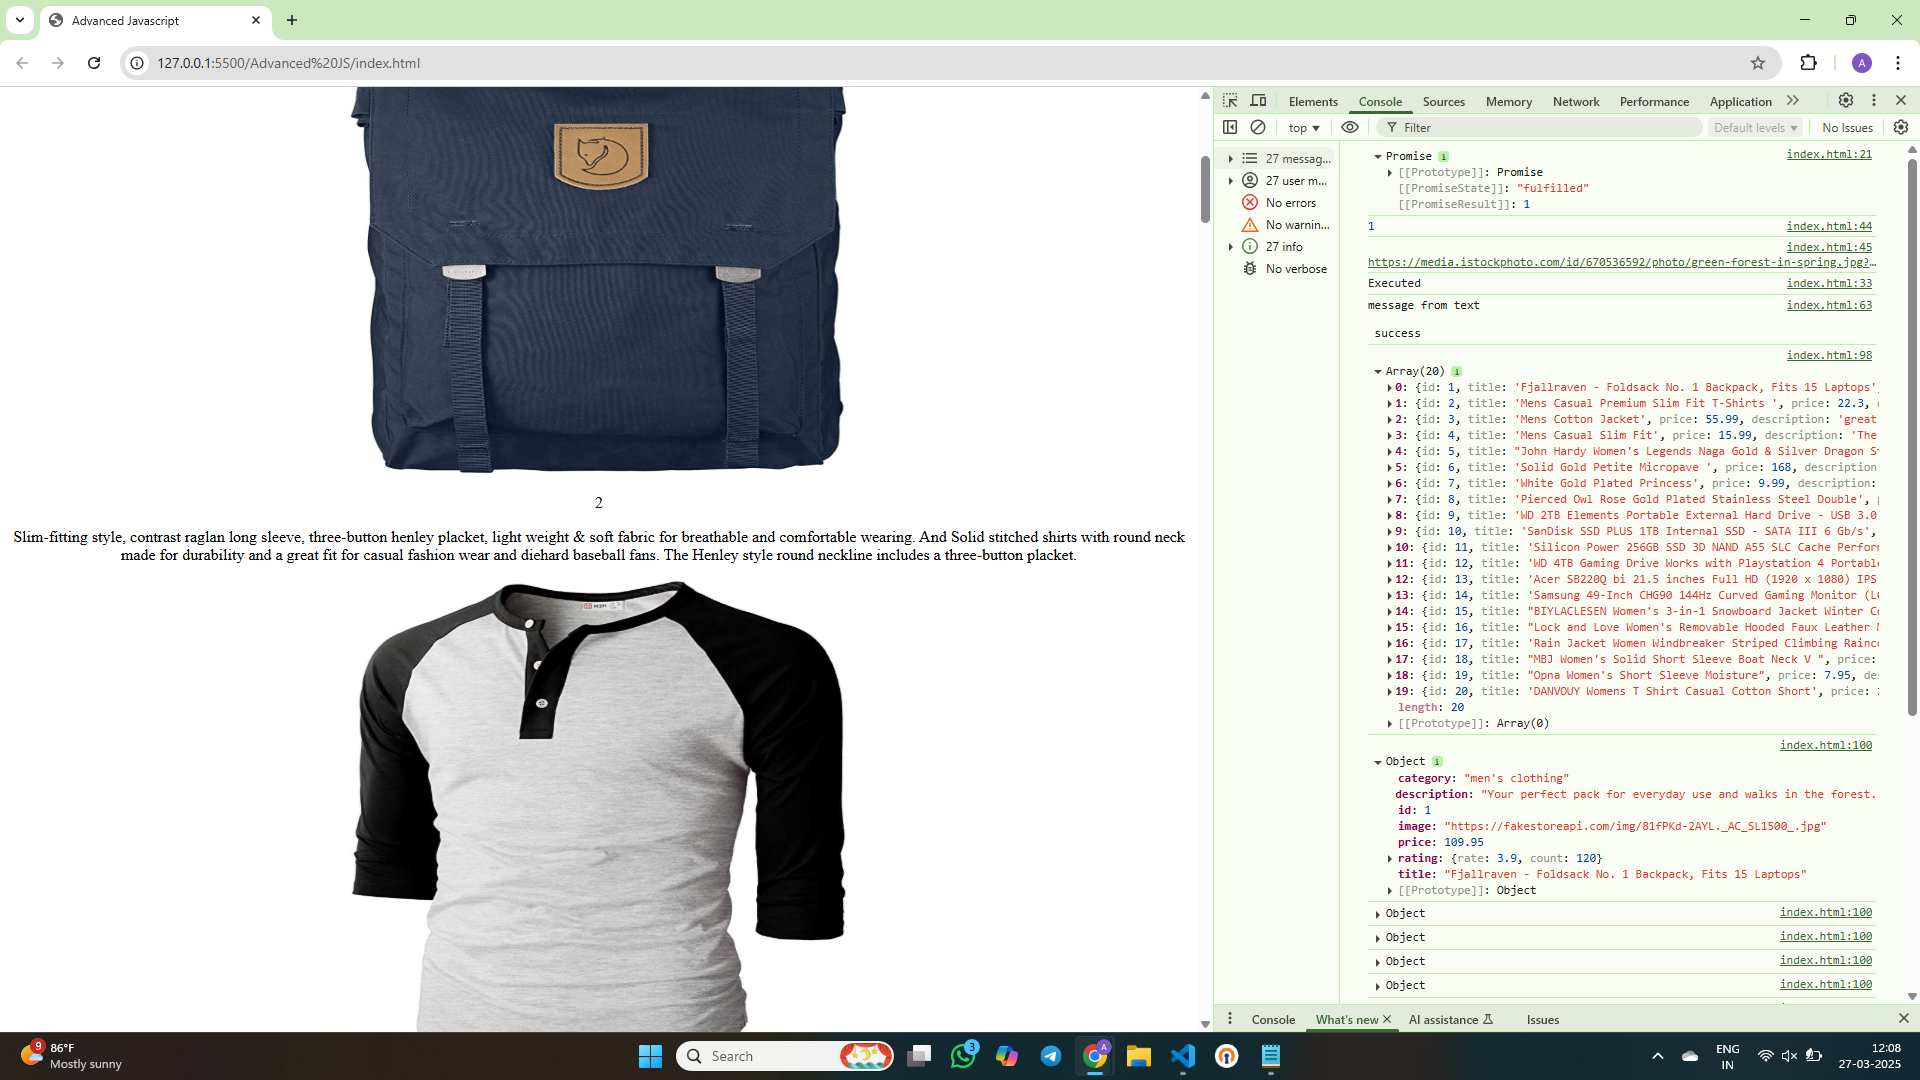 Advanced Javascript
127.0.0.1:5500/Advanced%20JS/index.html
A
2
Slim-fitting style, contrast raglan long sleeve, three-button henley placket, light weight & soft fabric for breathable and comfortable wearing. And Solid stitched shirts with round neck
made for durability and a great fit for casual fashion wear and diehard baseball fans. The Henley style round neckline includes a three-button placket.
Elements Console Sources Memory Network Performance Application
top Filter Default levels No Issues
27 messag...
27 user m...
No errors
No warnin...
27 info
No verbose
Promise i index.html:21
[[Prototype]]: Promise
[[PromiseState]]: "fulfilled"
[[PromiseResult]]: 1
1 index.html:44
index.html:45
https://media.istockphoto.com/id/670536592/photo/green-forest-in-spring.jpg?…
Executed index.html:33
message from text index.html:63
success
index.html:98
Array(20) i
0: {id: 1, title: 'Fjallraven - Foldsack No. 1 Backpack, Fits 15 Laptops',
1: {id: 2, title: 'Mens Casual Premium Slim Fit T-Shirts ', price: 22.3,
2: {id: 3, title: 'Mens Cotton Jacket', price: 55.99, description: 'great
3: {id: 4, title: 'Mens Casual Slim Fit', price: 15.99, description: 'The
4: {id: 5, title: "John Hardy Women's Legends Naga Gold & Silver Dragon
5: {id: 6, title: 'Solid Gold Petite Micropave ', price: 168, description
6: {id: 7, title: 'White Gold Plated Princess', price: 9.99, description:
7: {id: 8, title: 'Pierced Owl Rose Gold Plated Stainless Steel Double',
8: {id: 9, title: 'WD 2TB Elements Portable External Hard Drive - USB 3.0
9: {id: 10, title: 'SanDisk SSD PLUS 1TB Internal SSD - SATA III 6 Gb/s',
10: {id: 11, title: 'Silicon Power 256GB SSD 3D NAND A55 SLC Cache Perfor
11: {id: 12, title: 'WD 4TB Gaming Drive Works with Playstation 4 Portabl
12: {id: 13, title: 'Acer SB220Q bi 21.5 inches Full HD (1920 x 1080) IPS
13: {id: 14, title: 'Samsung 49-Inch CHG90 144Hz Curved Gaming Monitor (L
14: {id: 15, title: "BIYLACLESEN Women's 3-in-1 Snowboard Jacket Winter C
15: {id: 16, title: "Lock and Love Women's Removable Hooded Faux Leather
16: {id: 17, title: 'Rain Jacket Women Windbreaker Striped Climbing Rainc
17: {id: 18, title: "MBJ Women's Solid Short Sleeve Boat Neck V ", price:
18: {id: 19, title: "Opna Women's Short Sleeve Moisture", price: 7.95, de
19: {id: 20, title: 'DANVOUY Womens T Shirt Casual Cotton Short', price:
length: 20
[[Prototype]]: Array(0)
index.html:100
Object i
category: "men's clothing"
description: "Your perfect pack for everyday use and walks in the forest.
id: 1
image: "https://fakestoreapi.com/img/81fPKd-2AYL._AC_SL1500_.jpg"
price: 109.95
rating: {rate: 3.9, count: 120}
title: "Fjallraven - Foldsack No. 1 Backpack, Fits 15 Laptops"
[[Prototype]]: Object
Object index.html:100
Object index.html:100
Object index.html:100
Object index.html:100
Console What's new AI assistance Issues
9
86°F
Mostly sunny
Search
3
A
ENG
IN
12:08
27-03-2025